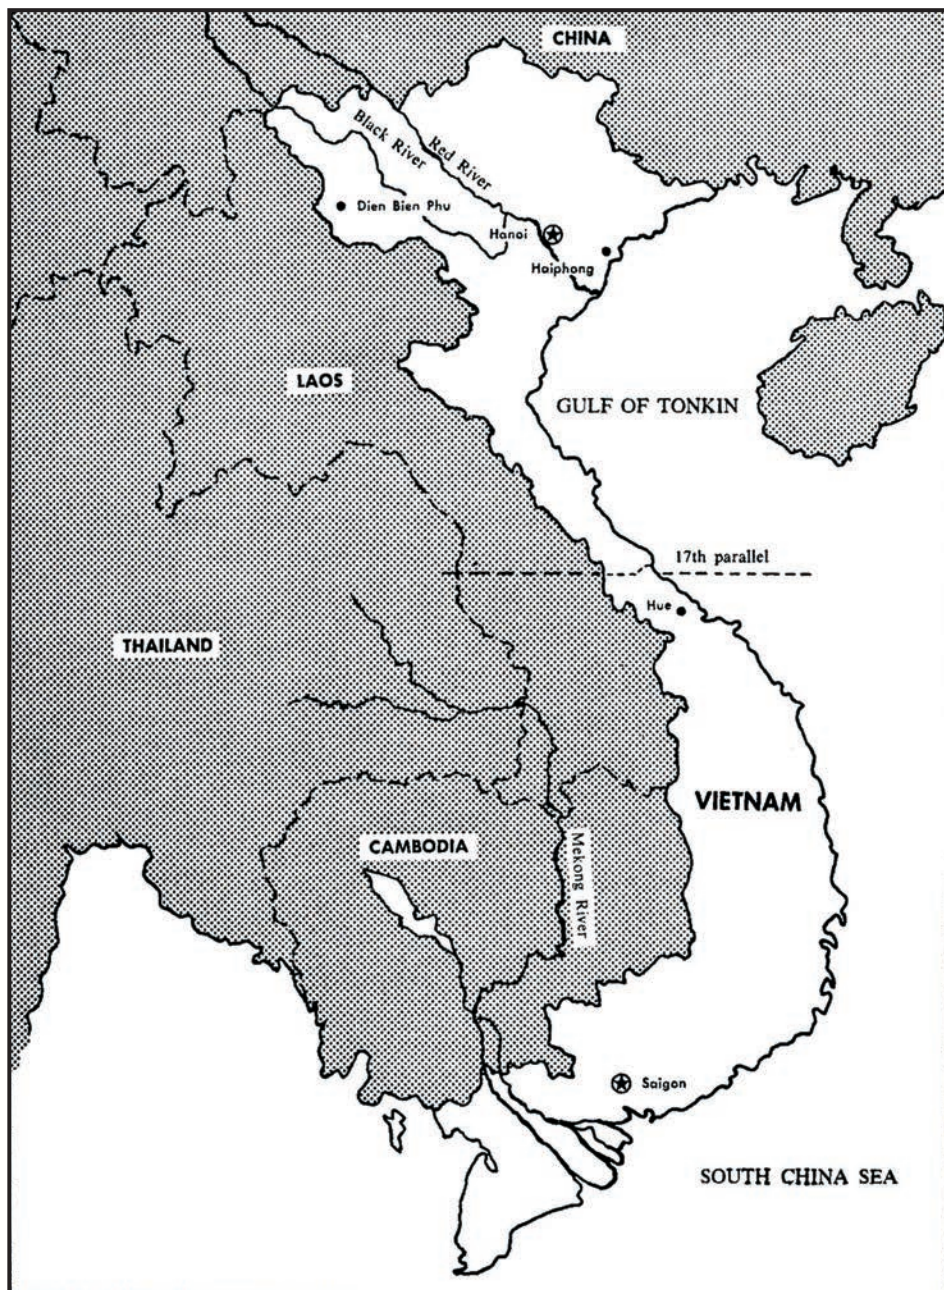 CHINA
Black River
Red River
Dien Bien Phu
Hanoi
Haiphong
LAOS
GULF OF TONKIN
17th parallel
Hue
THAILAND
VIETNAM
CAMBODIA
Mekong River
Saigon
SOUTH CHINA SEA